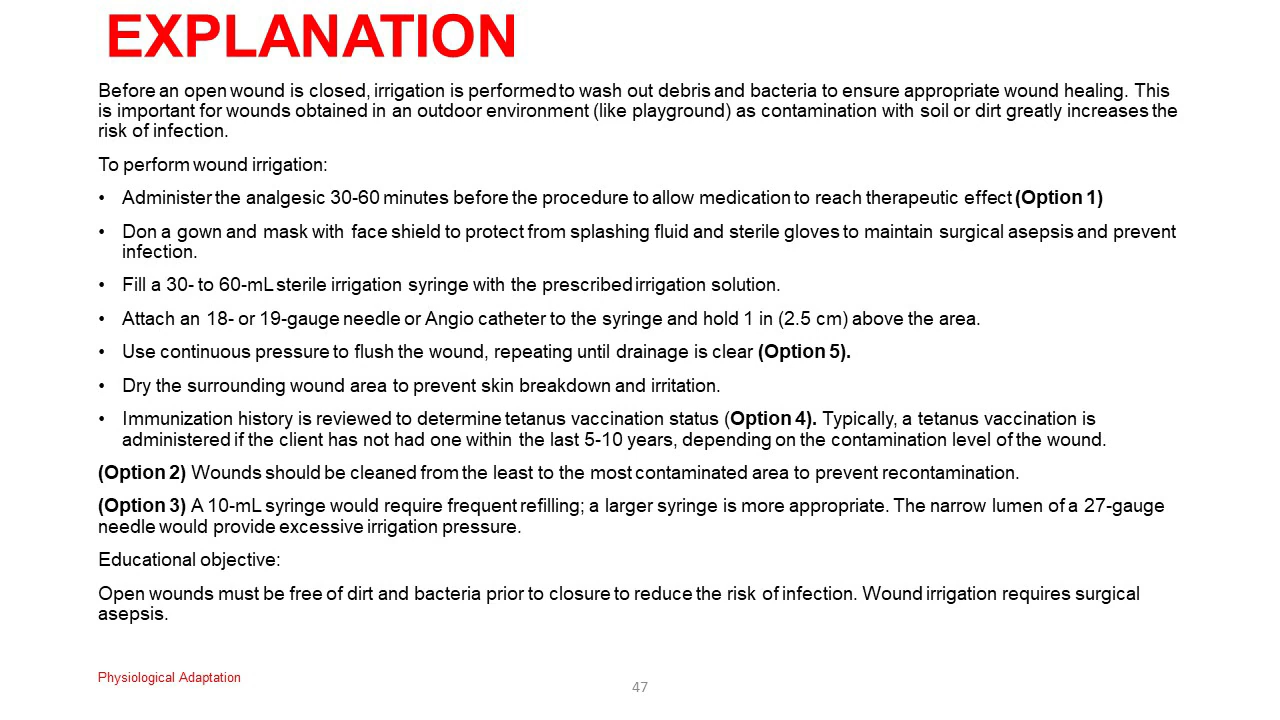 EXPLANATION
Before an open wound is closed, irrigation is performed to wash out debris and bacteria to ensure appropriate wound healing. This
is important for wounds obtained in an outdoor environment (like playground) as contamination with soil or dirt greatly increases the
risk of infection.
To perform wound irrigation:
• Administer the analgesic 30-60 minutes before the procedure to allow medication to reach therapeutic effect (Option 1)
• Don a gown and mask with face shield to protect from splashing fluid and sterile gloves to maintain surgical asepsis and prevent
infection.
• Fill a 30- to 60-mL sterile irrigation syringe with the prescribed irrigation solution.
• Attach an 18- or 19-gauge needle or Angio catheter to the syringe and hold 1 in (2.5 cm) above the area.
• Use continuous pressure to flush the wound, repeating until drainage is clear (Option 5).
• Dry the surrounding wound area to prevent skin breakdown and irritation.
• Immunization history is reviewed to determine tetanus vaccination status (Option 4). Typically, a tetanus vaccination is
administered if the client has not had one within the last 5-10 years, depending on the contamination level of the wound.
(Option 2) Wounds should be cleaned from the least to the most contaminated area to prevent recontamination.
(Option 3) A 10-mL syringe would require frequent refilling; a larger syringe is more appropriate. The narrow lumen of a 27-gauge
needle would provide excessive irrigation pressure.
Educational objective:
Open wounds must be free of dirt and bacteria prior to closure to reduce the risk of infection. Wound irrigation requires surgical
asepsis.
Physiological Adaptation
47